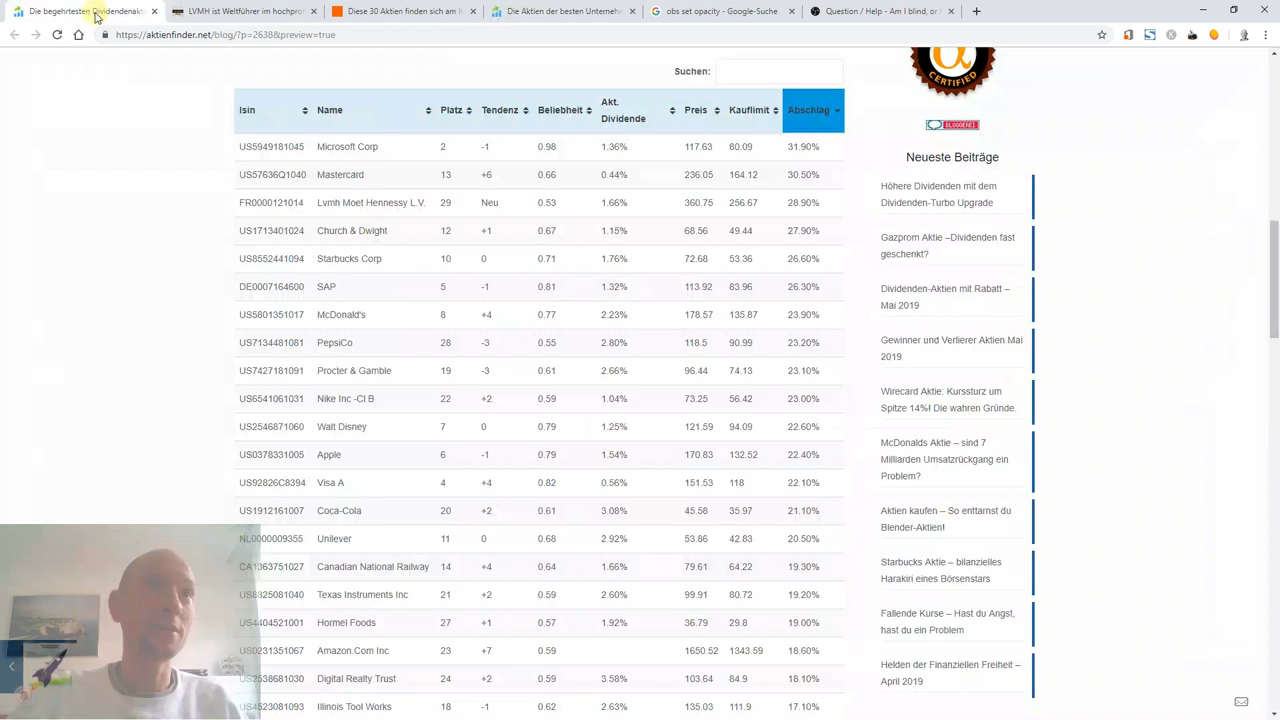 Die begehrtesten Dividendenakt
LVMH ist Weltführer im hochpro
Diese 30 Aktien finden sich am h
Die Aktien der besten Unterneh
obs set opacity - Google-Suche
Question / Help - Am I blind, or i
https://aktienfinder.net/blog/?p=2638&preview=true
CERTIFIED
BLOGGEREI
Suchen:
Isin Name Platz Tendenz Beliebheit Akt. Dividende Preis Kauflimit Abschlag
US5949181045 Microsoft Corp 2 -1 0.98 1.36% 117.63 80.09 31.90%
US57636Q1040 Mastercard 13 +6 0.66 0.44% 236.05 164.12 30.50%
FR0000121014 Lvmh Moet Hennessy L.V. 29 Neu 0.53 1.66% 360.75 256.67 28.90%
US1713401024 Church & Dwight 12 +1 0.67 1.15% 68.56 49.44 27.90%
US8552441094 Starbucks Corp 10 0 0.71 1.76% 72.68 53.36 26.60%
DE0007164600 SAP 5 -1 0.81 1.32% 113.92 83.96 26.30%
US5801351017 McDonald's 8 +4 0.77 2.23% 178.57 135.87 23.90%
US7134481081 PepsiCo 28 -3 0.55 2.80% 118.5 90.99 23.20%
US7427181091 Procter & Gamble 19 -3 0.61 2.66% 96.44 74.13 23.10%
US6541061031 Nike Inc -Cl B 22 +2 0.59 1.04% 73.25 56.42 23.00%
US2546871060 Walt Disney 7 0 0.79 1.25% 121.59 94.09 22.60%
US0378331005 Apple 6 -1 0.79 1.54% 170.83 132.52 22.40%
US92826C8394 Visa A 4 +4 0.82 0.56% 151.53 118 22.10%
US1912161007 Coca-Cola 20 +2 0.61 3.08% 45.58 35.97 21.10%
0000009355 Unilever 11 0 0.68 2.92% 53.86 42.83 20.50%
CA1363751027 Canadian National Railway 14 +4 0.64 1.66% 79.61 64.22 19.30%
US8825081040 Texas Instruments Inc 21 +2 0.59 2.60% 99.91 80.72 19.20%
US4404521001 Hormel Foods 27 +1 0.57 1.92% 36.79 29.8 19.00%
US0231351067 Amazon.Com Inc 23 +7 0.59 1650.52 1343.59 18.60%
US2538681030 Digital Realty Trust 24 +2 0.59 3.58% 103.64 84.9 18.10%
US4523081093 Illinois Tool Works 18 -1 0.62 2.63% 135.03 111.9 17.10%
Neueste Beiträge
Höhere Dividenden mit dem
Dividenden-Turbo Upgrade
Gazprom Aktie –Dividenden fast
geschenkt?
Dividenden-Aktien mit Rabatt –
Mai 2019
Gewinner und Verlierer Aktien Mai
2019
Wirecard Aktie: Kurssturz um
Spitze 14%! Die wahren Gründe.
McDonalds Aktie – sind 7
Milliarden Umsatzrückgang ein
Problem?
Aktien kaufen – So enttarnst du
Blender-Aktien!
Starbucks Aktie – bilanzielles
Harakiri eines Börsenstars
Fallende Kurse – Hast du Angst,
hast du ein Problem
Helden der Finanziellen Freiheit –
April 2019